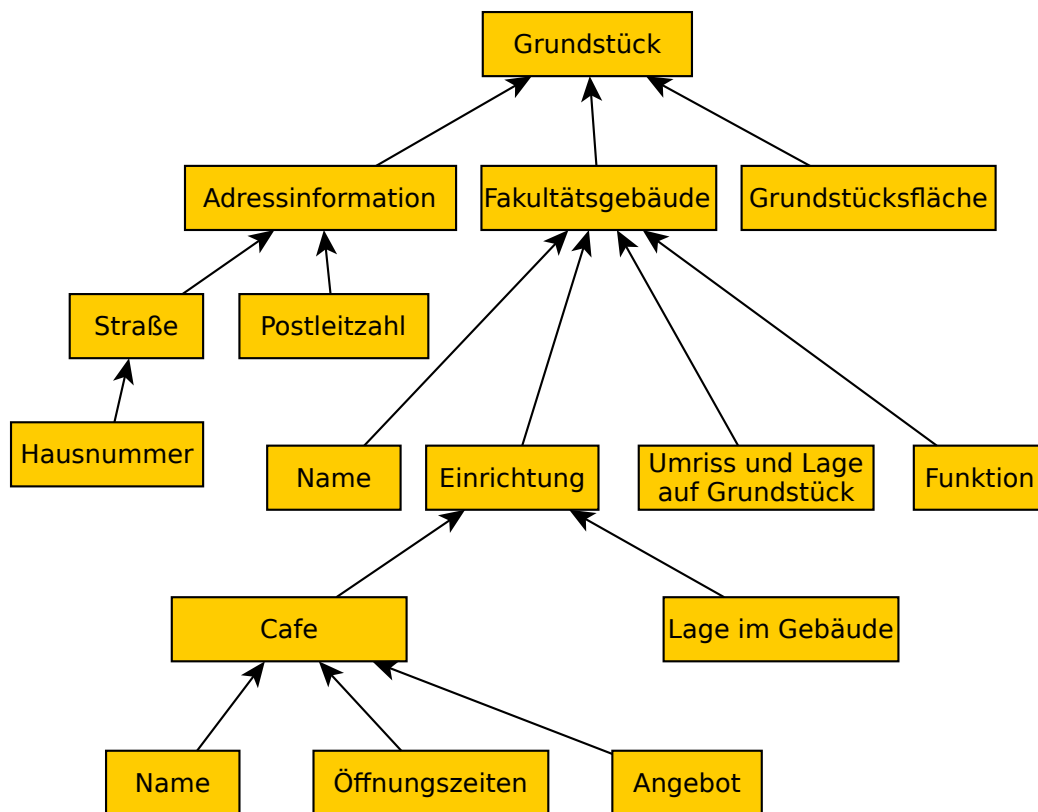 Grundstück
Adressinformation
Fakultätsgebäude
Grundstücksfläche
Straße
Postleitzahl
Hausnummer
Name
Einrichtung
Umriss und Lage
auf Grundstück
Funktion
Cafe
Lage im Gebäude
Name
Öffnungszeiten
Angebot